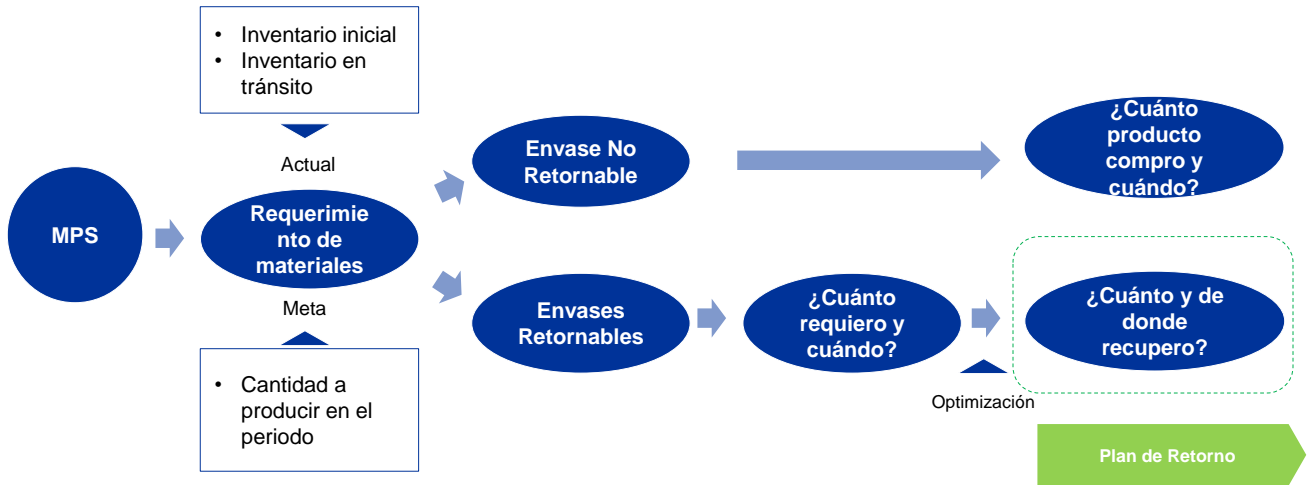 • Inventario inicial
• Inventario en
tránsito
Actual
MPS
Requerimie
nto de
materiales
Meta
• Cantidad a
producir en el
periodo
Envase No
Retornable
¿Cuánto
producto
compro y
cuándo?
Envases
Retornables
¿Cuánto
requiero y
cuándo?
Optimización
¿Cuánto y de
donde
recupero?
Plan de Retorno